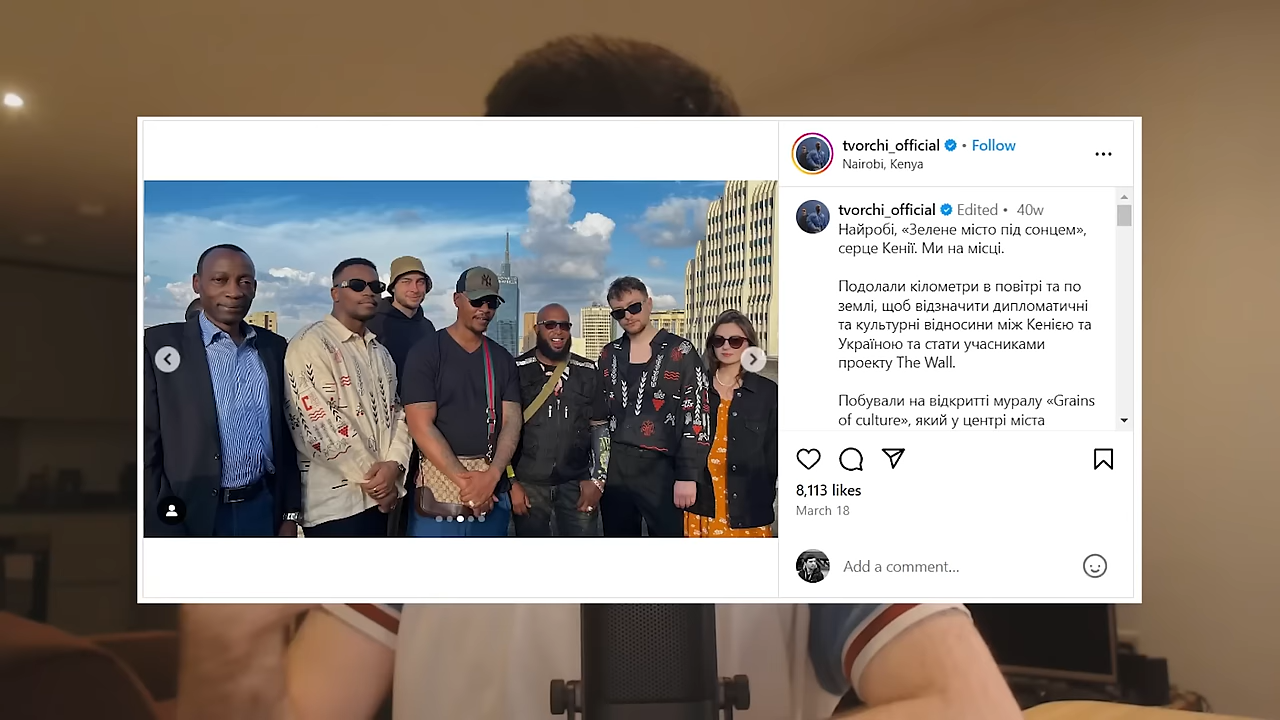 tvorchi_official • Follow
Nairobi, Kenya
tvorchi_official Edited • 40w
Найробі, «Зелене місто під сонцем»,
серце Кенії. Ми на місці.
Подолали кілометри в повітрі та по
землі, щоб відзначити дипломатичні
та культурні відносини між Кенією та
Україною та стати учасниками
проекту The Wall.
Побували на відкритті муралу «Grains
of culture», який у центрі міста
8,113 likes
March 18
Add a comment...